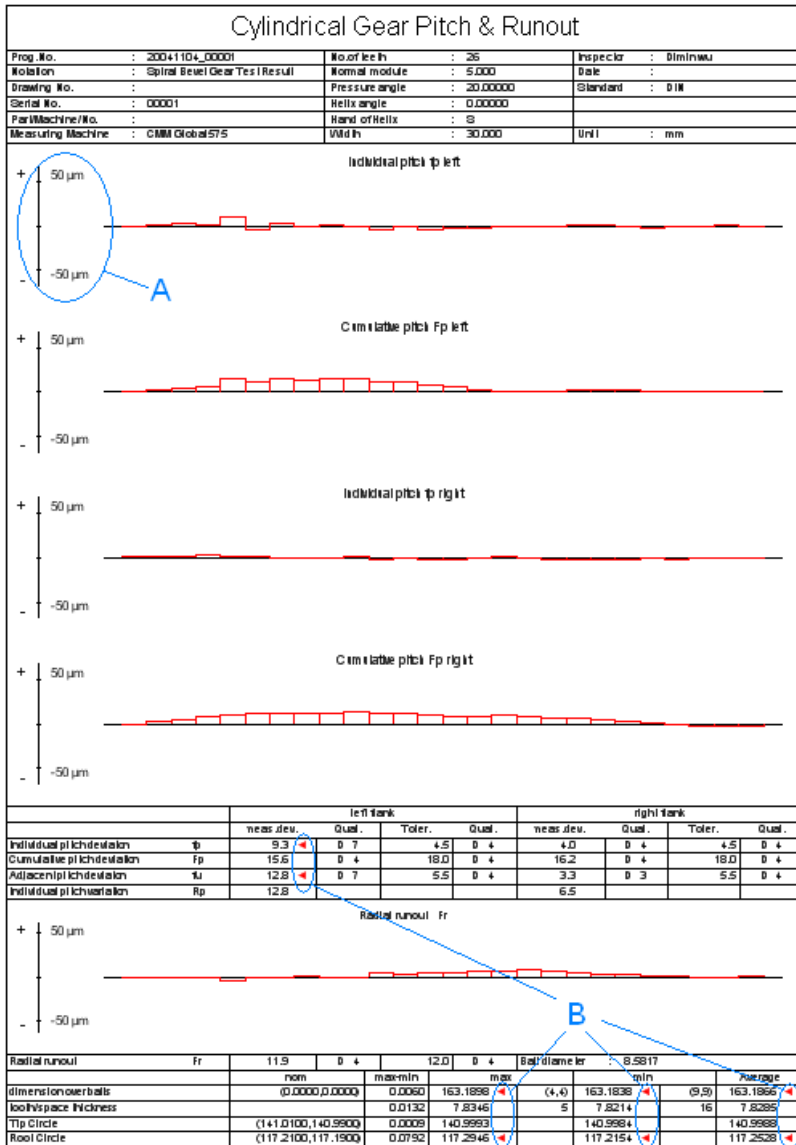 Cylindrical Gear Pitch & Runout
Prog.No. : 20041104_00001 No.of teeth : 26 Inspector : Diminwu
Notation : Spiral Bevel Gear Test Result Normal module : 5.000 Date :
Drawing No. : Pressure angle : 20.00000 Standard : DIN
Serial No. : 00001 Helix angle : 0.00000
Part/Machine/No. : Hand of Helix : S
Measuring Machine : CMM Global575 Width : 30.000 Unit : mm
Individual pitch fp left
+ 50 µm
- -50 µm
A
Cumulative pitch Fp left
+ 50 µm
- -50 µm
Individual pitch fp right
+ 50 µm
- -50 µm
Cumulative pitch Fp right
+ 50 µm
- -50 µm
left flank right flank
meas.dev. Qual. Toler. Qual. meas.dev. Qual. Toler. Qual.
Individual pitch deviation fp 9.3 D 7 4.5 D 4 4.0 D 4 4.5 D 4
Cumulative pitch deviation Fp 15.6 D 4 18.0 D 4 16.2 D 4 18.0 D 4
Adjacent pitch deviation fu 12.8 D 7 5.5 D 4 3.3 D 3 5.5 D 4
Individual pitch variation Rp 12.8 6.5
Radial runout Fr
+ 50 µm
- -50 µm
B
Radial runout Fr 11.9 D 4 12.0 D 4 Ball diameter : 8.5817
nom max-min max min Average
dimension over balls (0.0000,0.0000) 0.0060 163.1898 (4,4) 163.1838 (9,9) 163.1866
tooth/space thickness 0.0132 7.8346 5 7.8214 16 7.8285
Tip Circle (141.0100,140.9900) 0.0009 140.9993 140.9984 140.9988
Root Circle (117.2100,117.1900) 0.0792 117.2946 117.2154 117.2528